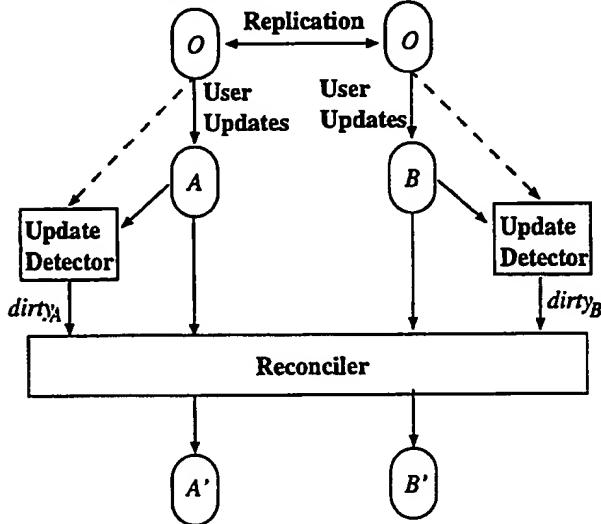 Replication
O
O
User
Updates
User
Updates
A
B
Update
Detector
Update
Detector
dirtyA
dirtyB
Reconciler
A'
B'